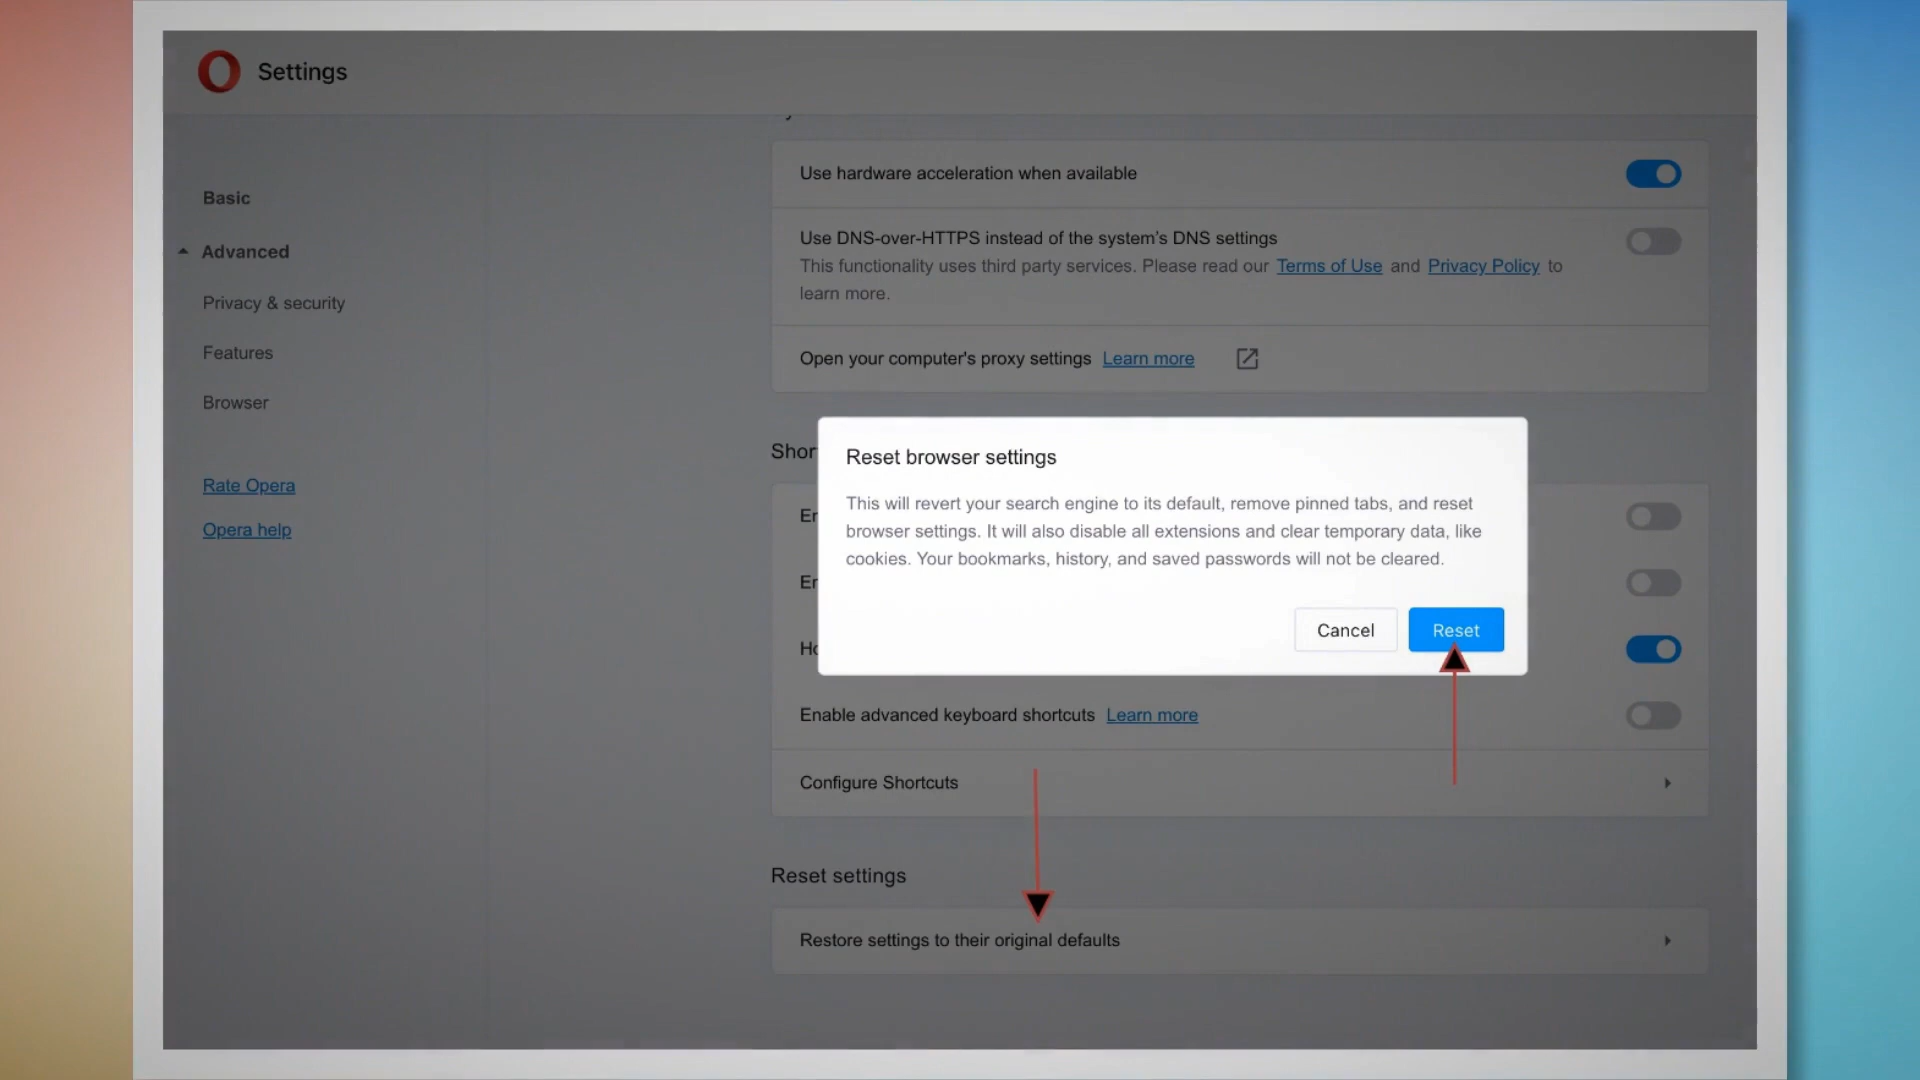 Settings
Basic
Advanced
Privacy & security
Features
Browser
Rate Opera
Opera help
Use hardware acceleration when available
Use DNS-over-HTTPS instead of the system's DNS settings
This functionality uses third party services. Please read our Terms of Use and Privacy Policy to
learn more.
Open your computer's proxy settings Learn more
Shor
Reset browser settings
This will revert your search engine to its default, remove pinned tabs, and reset
browser settings. It will also disable all extensions and clear temporary data, like
cookies. Your bookmarks, history, and saved passwords will not be cleared.
Cancel Reset
Enable advanced keyboard shortcuts Learn more
Configure Shortcuts
Reset settings
Restore settings to their original defaults